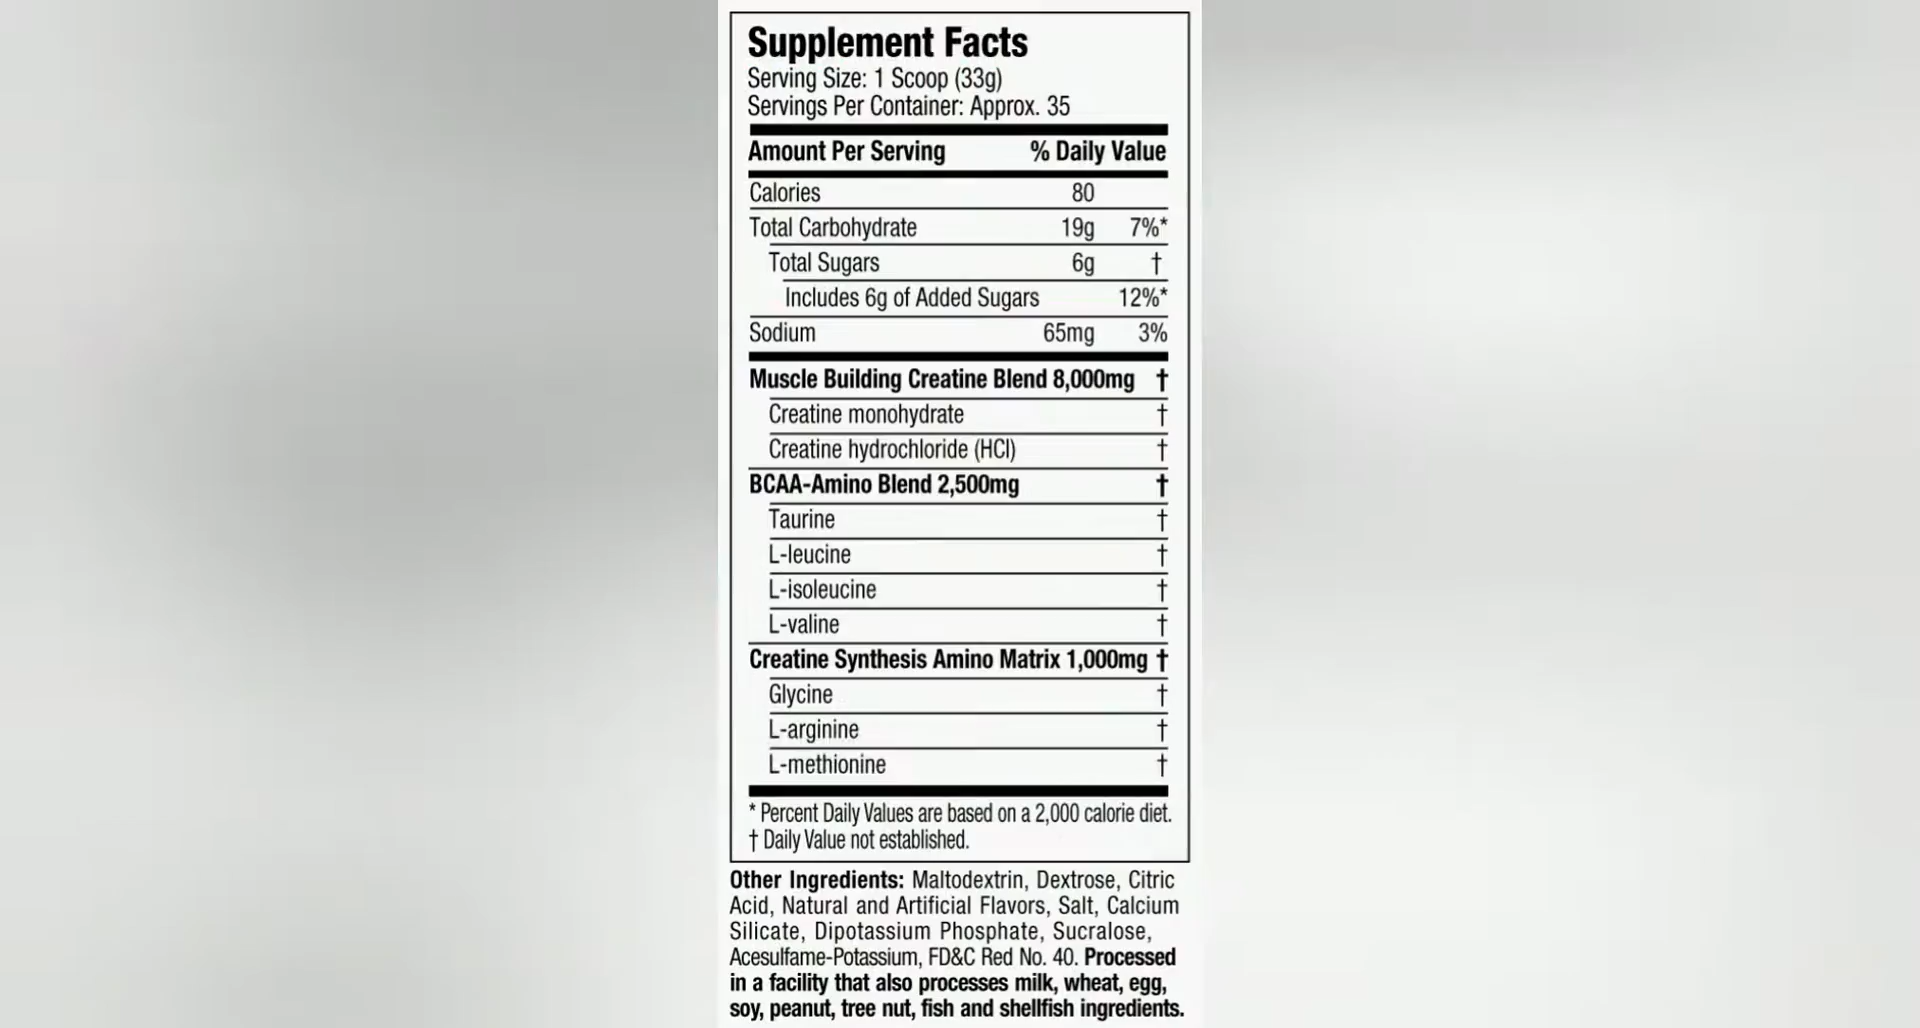 Supplement Facts
Serving Size: 1 Scoop (33g)
Servings Per Container: Approx. 35
Amount Per Serving % Daily Value
Calories 80
Total Carbohydrate 19g 7%*
Total Sugars 6g †
Includes 6g of Added Sugars 12%*
Sodium 65mg 3%
Muscle Building Creatine Blend 8,000mg †
Creatine monohydrate †
Creatine hydrochloride (HCl) †
BCAA-Amino Blend 2,500mg †
Taurine †
L-leucine †
L-isoleucine †
L-valine †
Creatine Synthesis Amino Matrix 1,000mg †
Glycine †
L-arginine †
L-methionine †
* Percent Daily Values are based on a 2,000 calorie diet.
† Daily Value not established.
Other Ingredients: Maltodextrin, Dextrose, Citric
Acid, Natural and Artificial Flavors, Salt, Calcium
Silicate, Dipotassium Phosphate, Sucralose,
Acesulfame-Potassium, FD&C Red No. 40. Processed
in a facility that also processes milk, wheat, egg,
soy, peanut, tree nut, fish and shellfish ingredients.